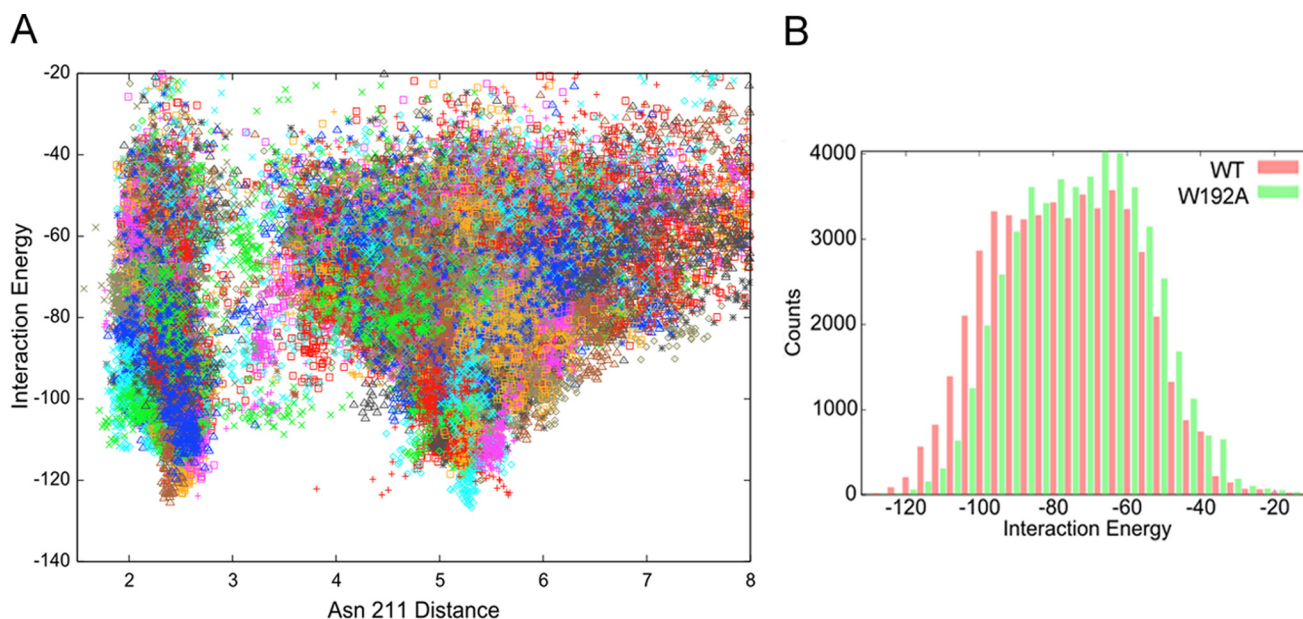 A
Interaction Energy
-20
-40
-60
-80
-100
-120
-140
2 3 4 5 6 7 8
Asn 211 Distance
B
Counts
4000
3000
2000
1000
0
WT
W192A
-120 -100 -80 -60 -40 -20
Interaction Energy